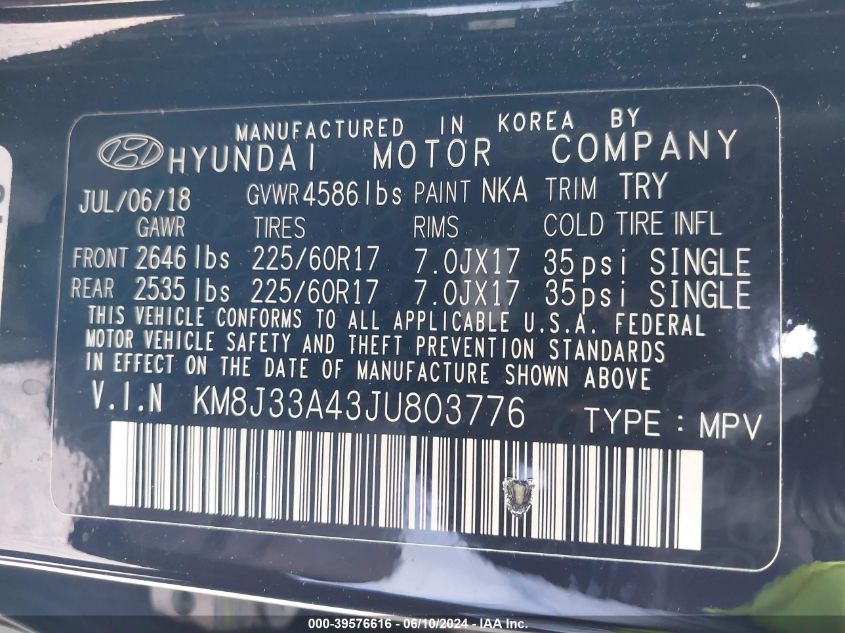 MANUFACTURED IN KOREA BY
HYUNDAI MOTOR COMPANY
JUL/06/18 GVWR 4586 lbs PAINT NKA TRIM TRY
GAWR TIRES RIMS COLD TIRE INFL
FRONT 2646 lbs 225/60R17 7.0JX17 35psi SINGLE
REAR 2535 lbs 225/60R17 7.0JX17 35psi SINGLE
THIS VEHICLE CONFORMS TO ALL APPLICABLE U.S.A. FEDERAL
MOTOR VEHICLE SAFETY AND THEFT PREVENTION STANDARDS
IN EFFECT ON THE DATE OF MANUFACTURE SHOWN ABOVE
V.I.N KM8J33A43JU803776 TYPE : MPV
000-39576616 - 06/10/2024 - IAA Inc.